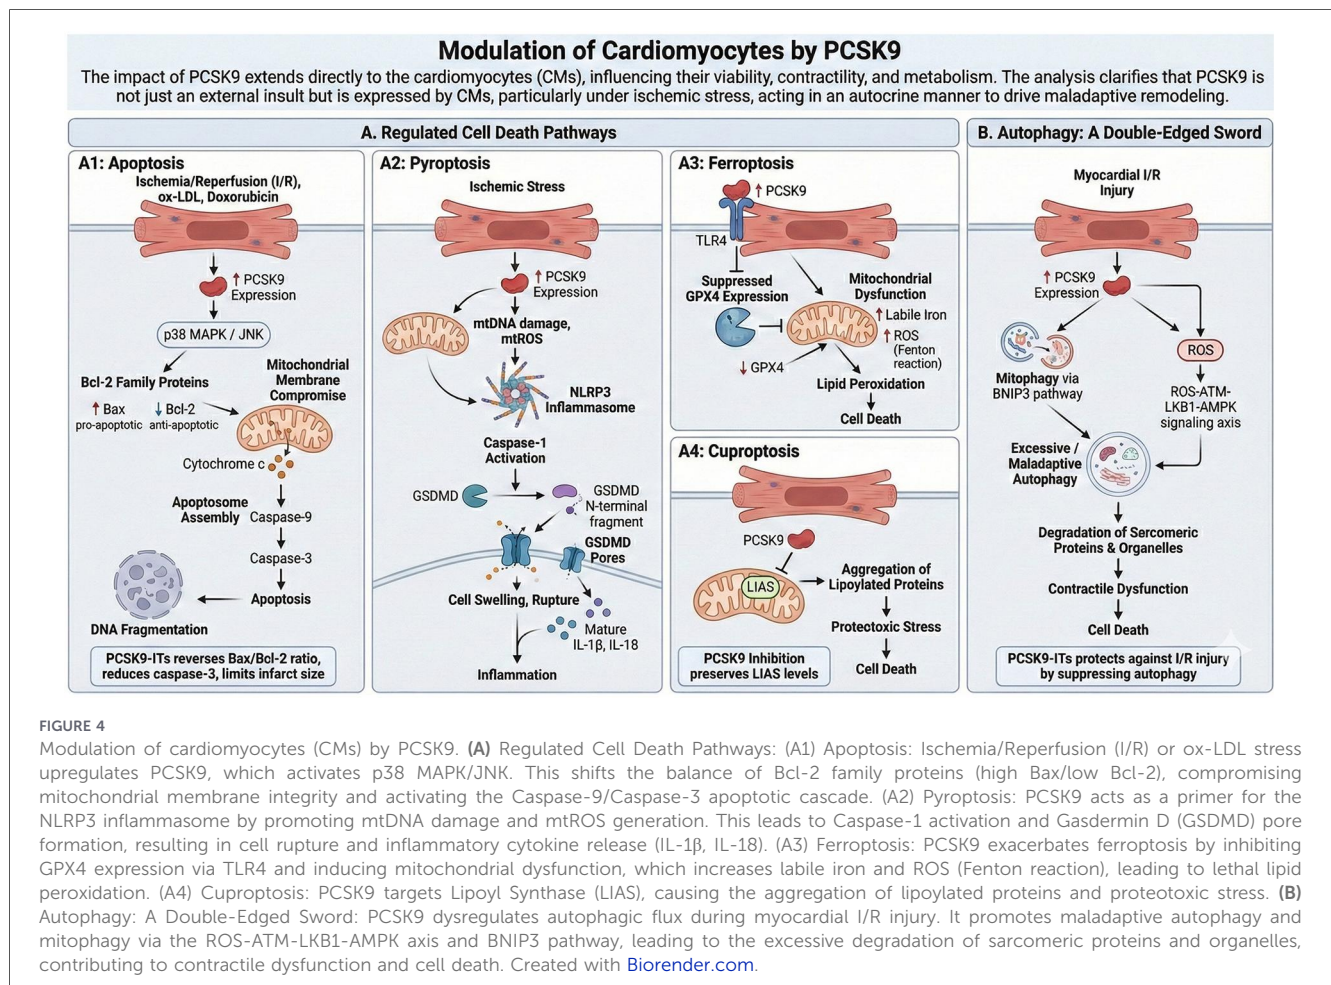 Modulation of Cardiomyocytes by PCSK9
The impact of PCSK9 extends directly to the cardiomyocytes (CMs), influencing their viability, contractility, and metabolism. The analysis clarifies that PCSK9 is
not just an external insult but is expressed by CMs, particularly under ischemic stress, acting in an autocrine manner to drive maladaptive remodeling.
A. Regulated Cell Death Pathways
A1: Apoptosis
Ischemia/Reperfusion (I/R),
ox-LDL, Doxorubicin
↑ PCSK9
Expression
p38 MAPK / JNK
Bcl-2 Family Proteins
↑ Bax
pro-apoptotic
↓ Bcl-2
anti-apoptotic
Mitochondrial
Membrane
Compromise
Cytochrome c
Apoptosome
Assembly
Caspase-9
Caspase-3
Apoptosis
DNA Fragmentation
PCSK9-ITs reverses Bax/Bcl-2 ratio,
reduces caspase-3, limits infarct size
A2: Pyroptosis
Ischemic Stress
↑ PCSK9
Expression
mtDNA damage,
mtROS
NLRP3
Inflammasome
Caspase-1
Activation
GSDMD
GSDMD
N-terminal
fragment
GSDMD
Pores
Cell Swelling, Rupture
Mature
IL-1β, IL-18
Inflammation
A3: Ferroptosis
↑ PCSK9
TLR4
Suppressed
GPX4 Expression
Mitochondrial
Dysfunction
↑ Labile Iron
↑ ROS
(Fenton
reaction)
↓ GPX4
Lipid Peroxidation
Cell Death
A4: Cuproptosis
PCSK9
LIAS
Aggregation of
Lipoylated Proteins
Protectoxic Stress
Cell Death
PCSK9 Inhibition
preserves LIAS levels
B. Autophagy: A Double-Edged Sword
Myocardial I/R
Injury
↑ PCSK9
Expression
ROS
Mitophagy via
BNIP3 pathway
ROS-ATM-
LKB1-AMPK
signaling axis
Excessive /
Maladaptive
Autophagy
Degradation of Sarcomeric
Proteins & Organelles
Contractile Dysfunction
Cell Death
PCSK9-ITs protects against I/R injury
by suppressing autophagy
FIGURE 4
Modulation of cardiomyocytes (CMs) by PCSK9. (A) Regulated Cell Death Pathways: (A1) Apoptosis: Ischemia/Reperfusion (I/R) or ox-LDL stress
upregulates PCSK9, which activates p38 MAPK/JNK. This shifts the balance of Bcl-2 family proteins (high Bax/low Bcl-2), compromising
mitochondrial membrane integrity and activating the Caspase-9/Caspase-3 apoptotic cascade. (A2) Pyroptosis: PCSK9 acts as a primer for the
NLRP3 inflammasome by promoting mtDNA damage and mtROS generation. This leads to Caspase-1 activation and Gasdermin D (GSDMD) pore
formation, resulting in cell rupture and inflammatory cytokine release (IL-1β, IL-18). (A3) Ferroptosis: PCSK9 exacerbates ferroptosis by inhibiting
GPX4 expression via TLR4 and inducing mitochondrial dysfunction, which increases labile iron and ROS (Fenton reaction), leading to lethal lipid
peroxidation. (A4) Cuproptosis: PCSK9 targets Lipoyl Synthase (LIAS), causing the aggregation of lipoylated proteins and proteotoxic stress. (B)
Autophagy: A Double-Edged Sword: PCSK9 dysregulates autophagic flux during myocardial I/R injury. It promotes maladaptive autophagy and
mitophagy via the ROS-ATM-LKB1-AMPK axis and BNIP3 pathway, leading to the excessive degradation of sarcomeric proteins and organelles,
contributing to contractile dysfunction and cell death. Created with Biorender.com.